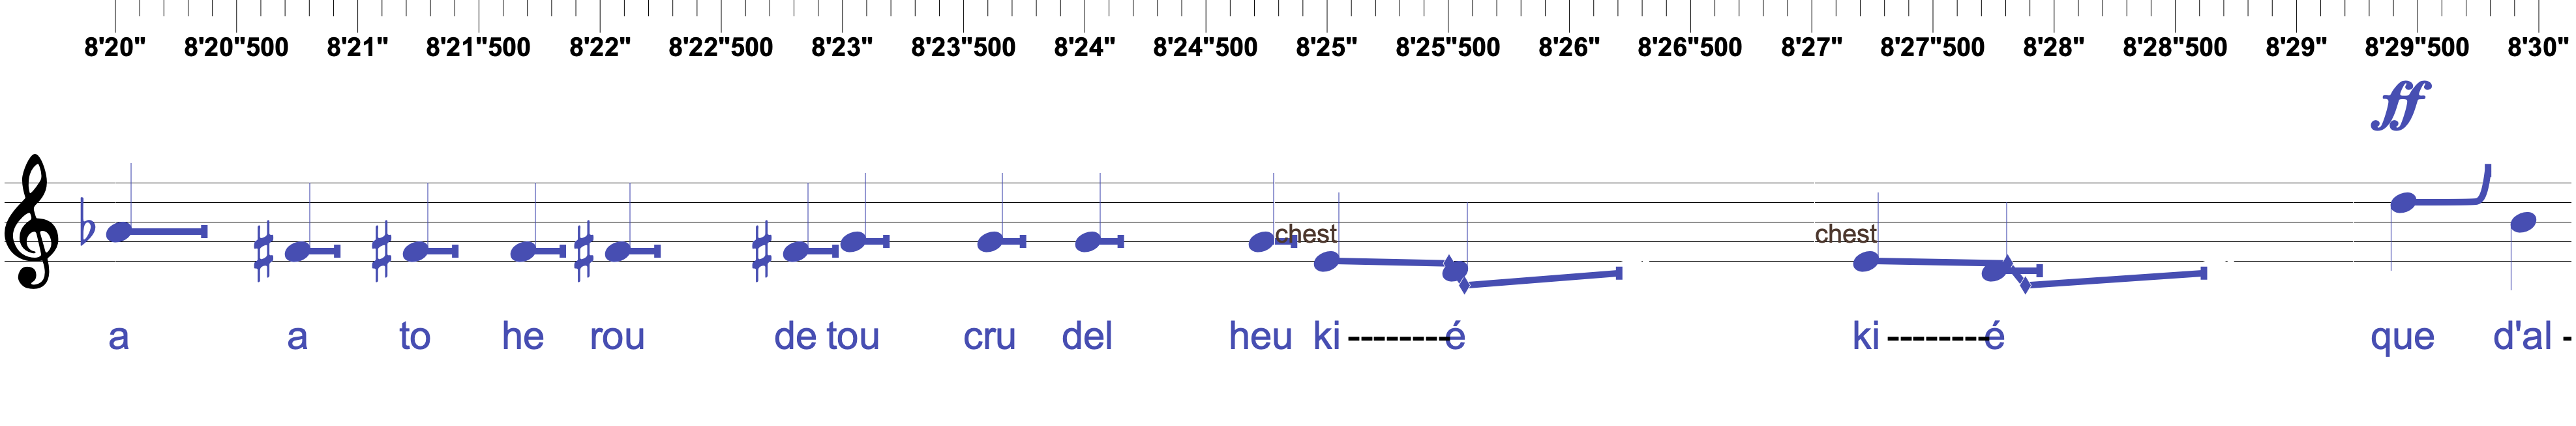 8'20" 8'20"500 8'21" 8'21"500 8'22" 8'22"500 8'23" 8'23"500 8'24" 8'24"500 8'25" 8'25"500 8'26" 8'26"500 8'27" 8'27"500 8'28" 8'28"500 8'29" 8'29"500 8'30"
ff
chest chest
a a to he rou de tou cru del heu ki --------é ki --------é que d'al -